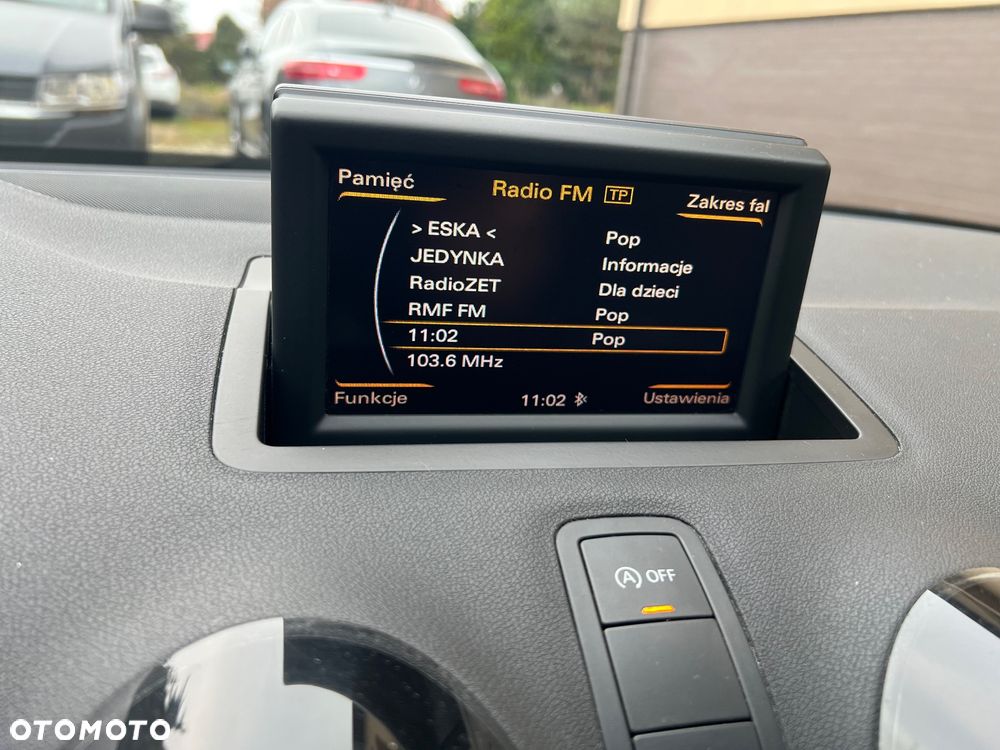 Pamięć Radio FM TP Zakres fal
> ESKA < Pop
JEDYNKA Informacje
RadioZET Dla dzieci
RMF FM Pop
11:02 Pop
103.6 MHz
Funkcje 11:02 Ustawienia
A OFF
OTOMOTO